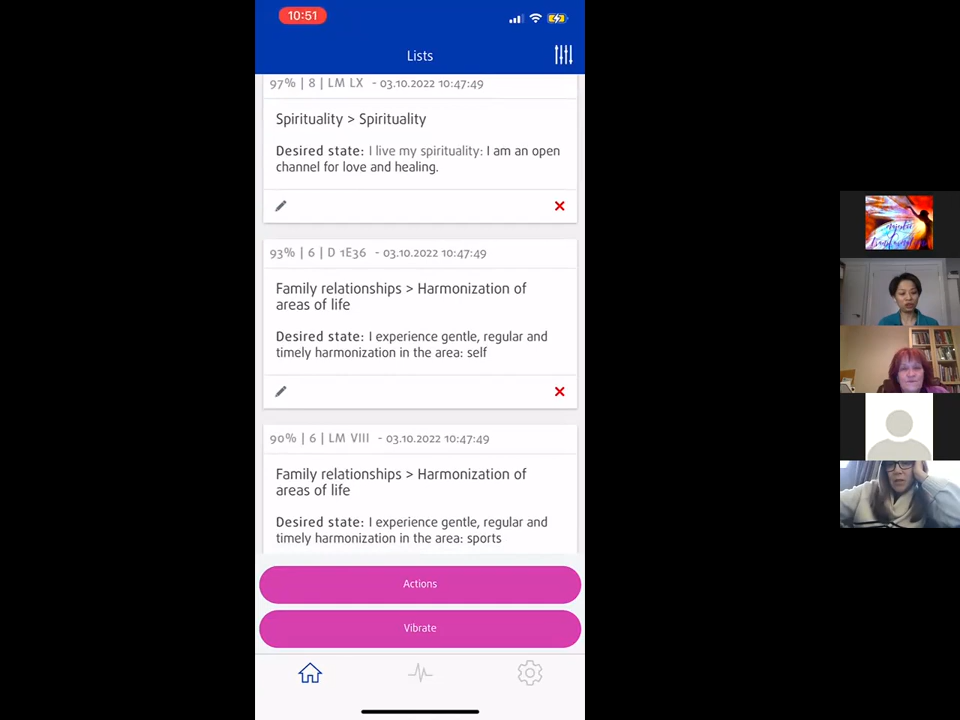 10:51
Lists
97% | 8 | LM LX - 03.10.2022 10:47:49
Spirituality > Spirituality
Desired state: I live my spirituality: I am an open
channel for love and healing.
93% | 6 | D 1E36 - 03.10.2022 10:47:49
Family relationships > Harmonization of
areas of life
Desired state: I experience gentle, regular and
timely harmonization in the area: self
90% | 6 | LM VIII - 03.10.2022 10:47:49
Family relationships > Harmonization of
areas of life
Desired state: I experience gentle, regular and
timely harmonization in the area: sports
Actions
Vibrate